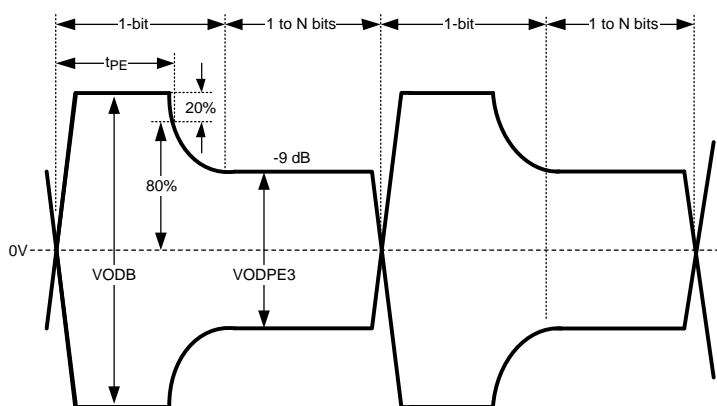 1-bit 1 to N bits 1-bit 1 to N bits
tPE
20%
-9 dB
80%
0V
VODB VODPE3